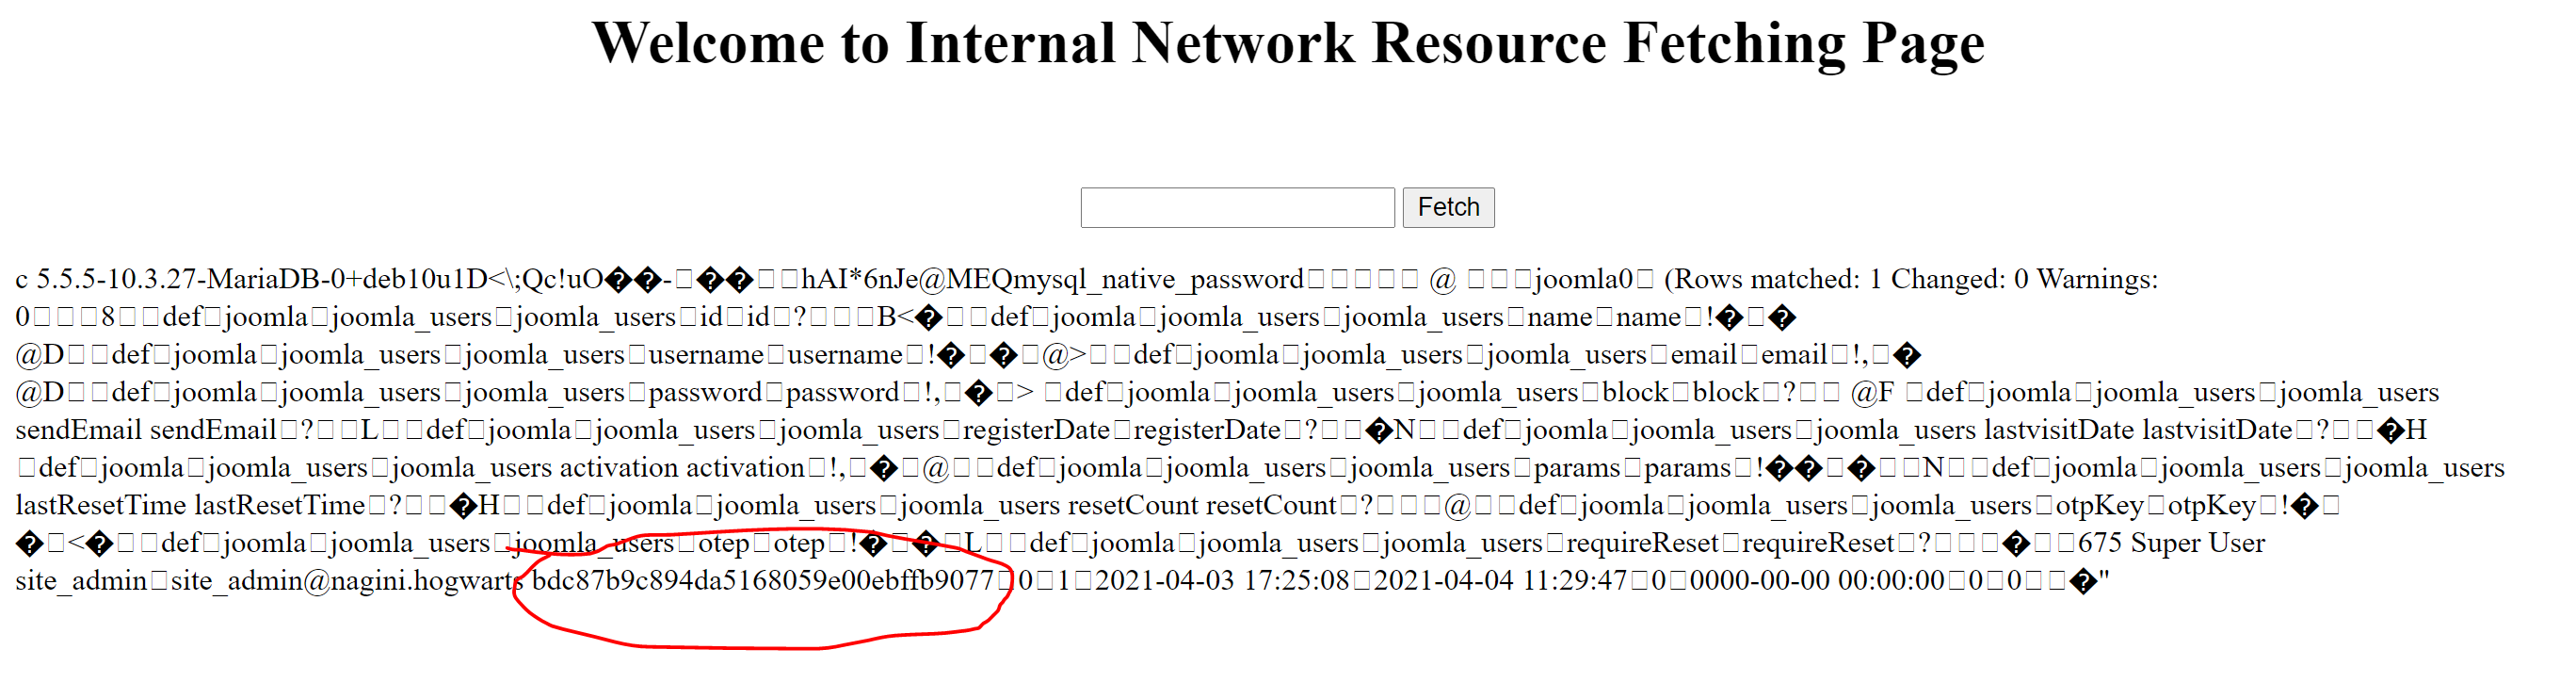 Welcome to Internal Network Resource Fetching Page
Fetch
c 5.5.5-10.3.27-MariaDB-0+deb10u1D<\;Qc!uO��-□��□□hAI*6nJe@MEQmysql_native_password□□□□□ @ □□□joomla0□ (Rows matched: 1 Changed: 0 Warnings:
0□□□8□□def□joomla□joomla_users□joomla_users□id□id□?□□□B<�□□def□joomla□joomla_users□joomla_users□name□name□!�□�
@D□□def□joomla□joomla_users□joomla_users□username□username□!�□�□@>□□def□joomla□joomla_users□joomla_users□email□email□!,□�
@D□□def□joomla□joomla_users□joomla_users□password□password□!,□�□> □def□joomla□joomla_users□joomla_users□block□block□?□□ @F □def□joomla□joomla_users□joomla_users
sendEmail sendEmail□?□□L□□def□joomla□joomla_users□joomla_users□registerDate□registerDate□?□□�N□□def□joomla□joomla_users□joomla_users lastvisitDate lastvisitDate□?□□�H
□def□joomla□joomla_users□joomla_users activation activation□!,□�□@□□def□joomla□joomla_users□joomla_users□params□params□!��□�□□N□□def□joomla□joomla_users□joomla_users
lastResetTime lastResetTime□?□□�H□□def□joomla□joomla_users□joomla_users resetCount resetCount□?□□□@□□def□joomla□joomla_users□joomla_users□otpKey□otpKey□!�□
�□<�□□def□joomla□joomla_users□joomla_users□otep□otep□!�□�□L□□def□joomla□joomla_users□joomla_users□requireReset□requireReset□?□□□�□□675 Super User
site_admin□site_admin@nagini.hogwarts bdc87b9c894da5168059e00ebffb9077□0□1□2021-04-03 17:25:08□2021-04-04 11:29:47□0□0000-00-00 00:00:00□0□0□□�"